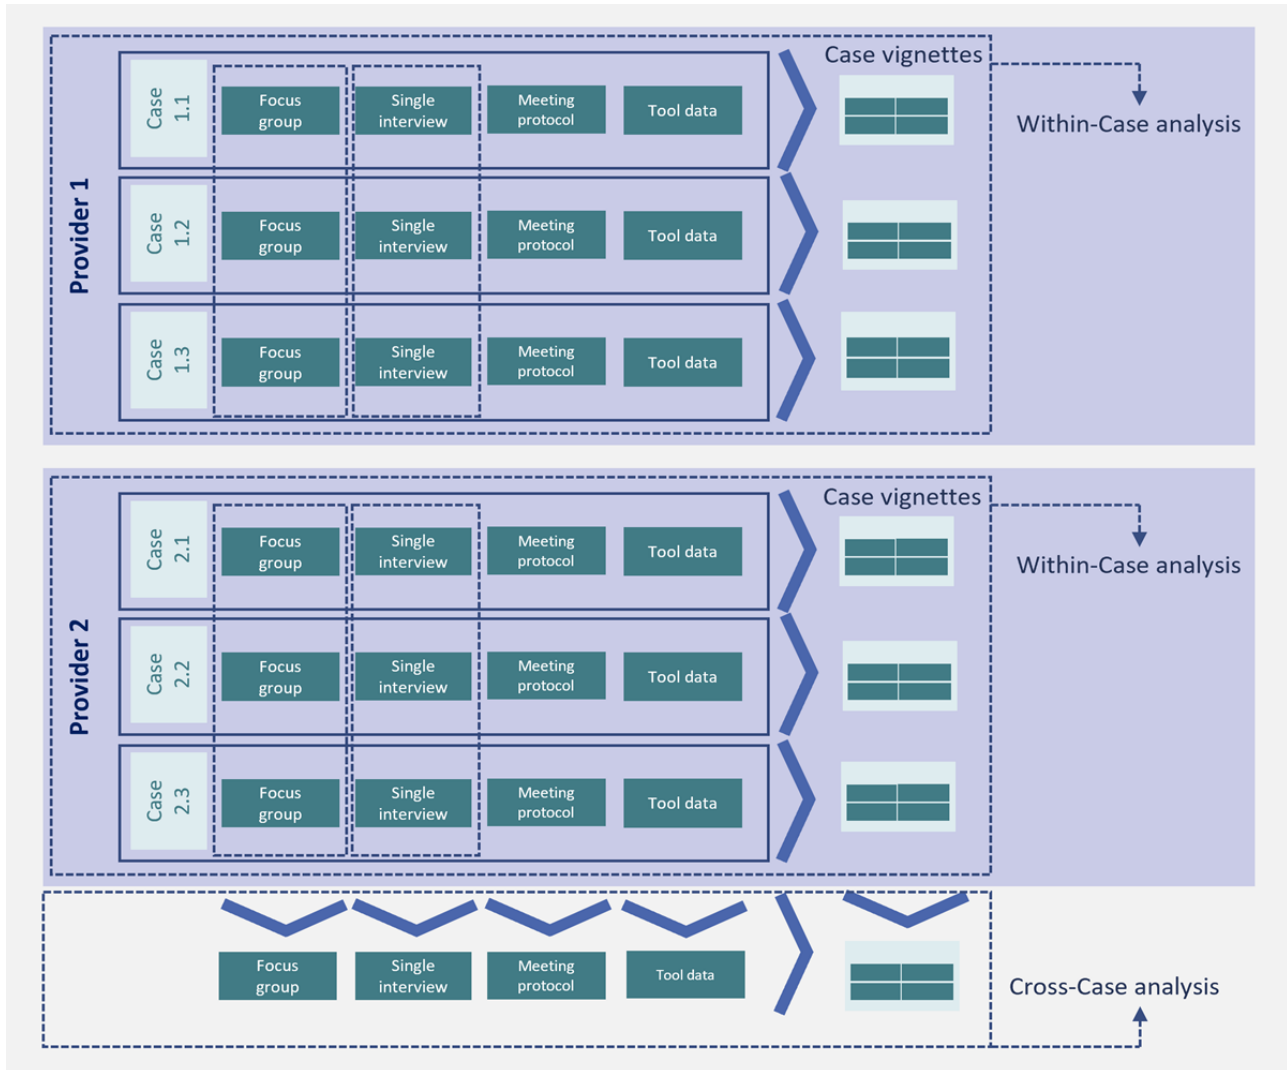 Provider 1
Case vignettes
Within-Case analysis
Case
1.1
Focus
group
Single
interview
Meeting
protocol
Tool data
Case
1.2
Focus
group
Single
interview
Meeting
protocol
Tool data
Case
1.3
Focus
group
Single
interview
Meeting
protocol
Tool data
Provider 2
Case vignettes
Within-Case analysis
Case
2.1
Focus
group
Single
interview
Meeting
protocol
Tool data
Case
2.2
Focus
group
Single
interview
Meeting
protocol
Tool data
Case
2.3
Focus
group
Single
interview
Meeting
protocol
Tool data
Focus
group
Single
interview
Meeting
protocol
Tool data
Cross-Case analysis